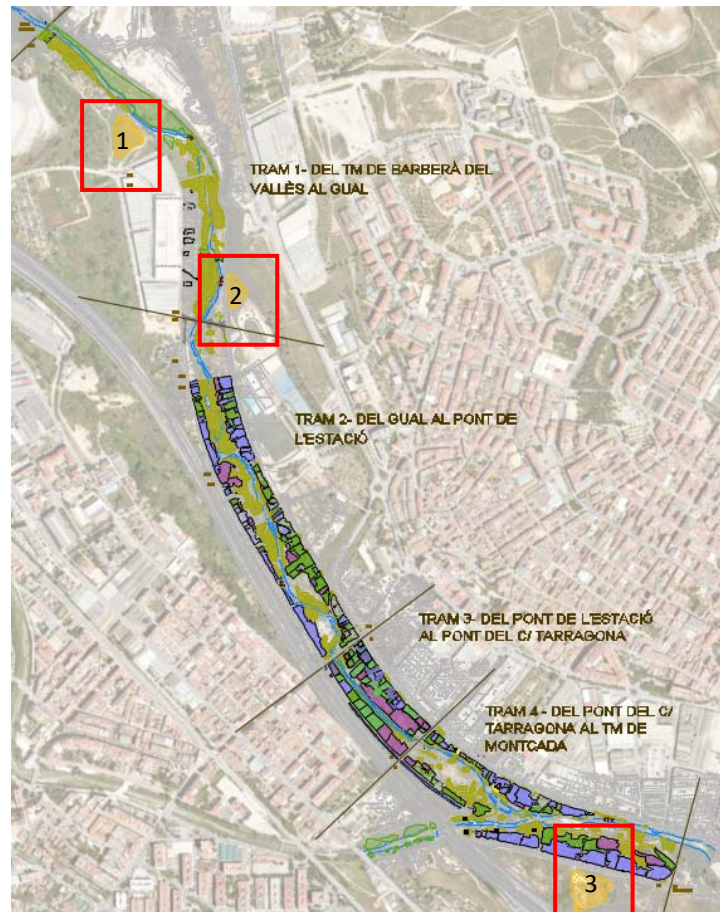 1
TRAM 1- DEL TM DE BARBERÀ DEL
VALLÈS AL GUAL
2
TRAM 2- DEL GUAL AL PONT DE
L'ESTACIÓ
TRAM 3- DEL PONT DE L'ESTACIÓ
AL PONT DEL C/ TARRAGONA
TRAM 4 - DEL PONT DEL C/
TARRAGONA AL TM DE
MONTCADA
3